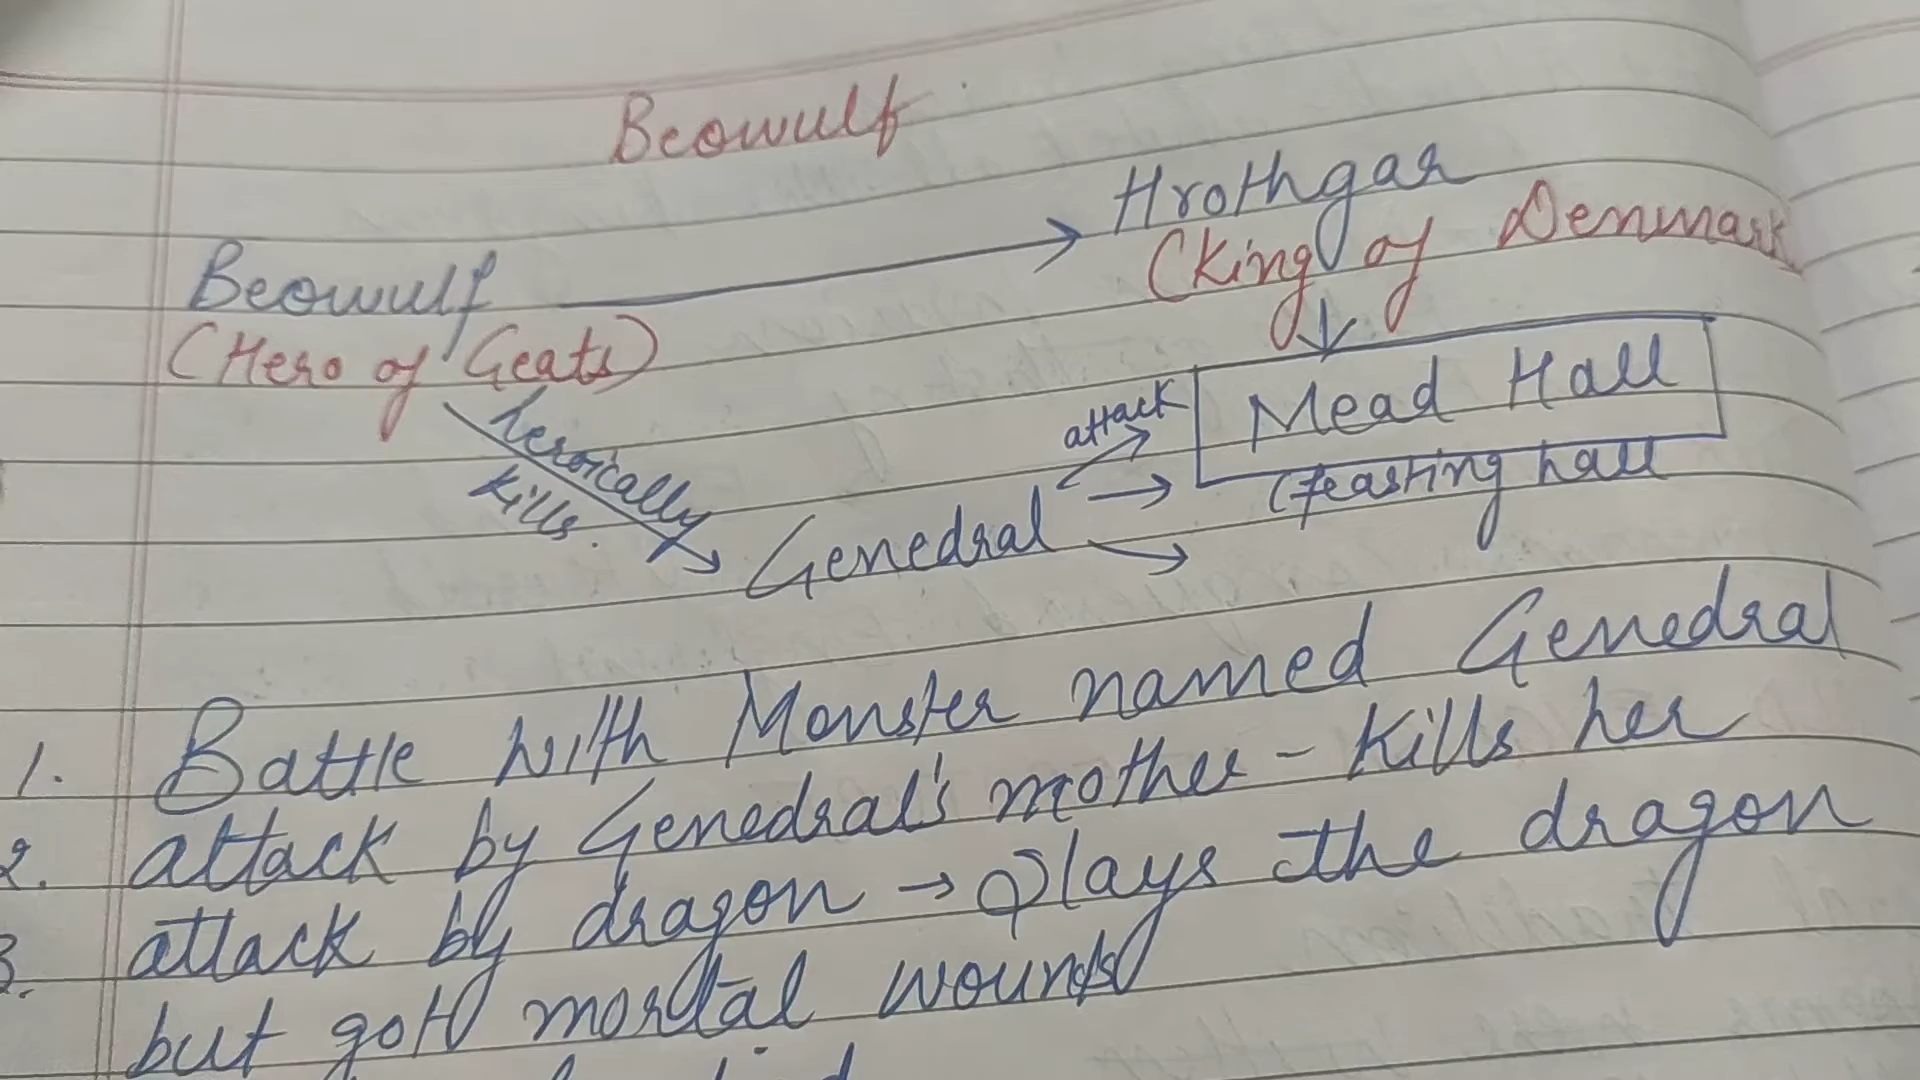 Beowulf
Hrothgar
(King of Denmark
Beowulf
(Hero of Geats)
heroically
kills.
attack
Mead Hall
(feasting hall
Genedral
1. Battle with Monster named Genedral
2. attack by Genedral's mother - Kills her
3. attack by dragon → plays the dragon
but got mortal wounds